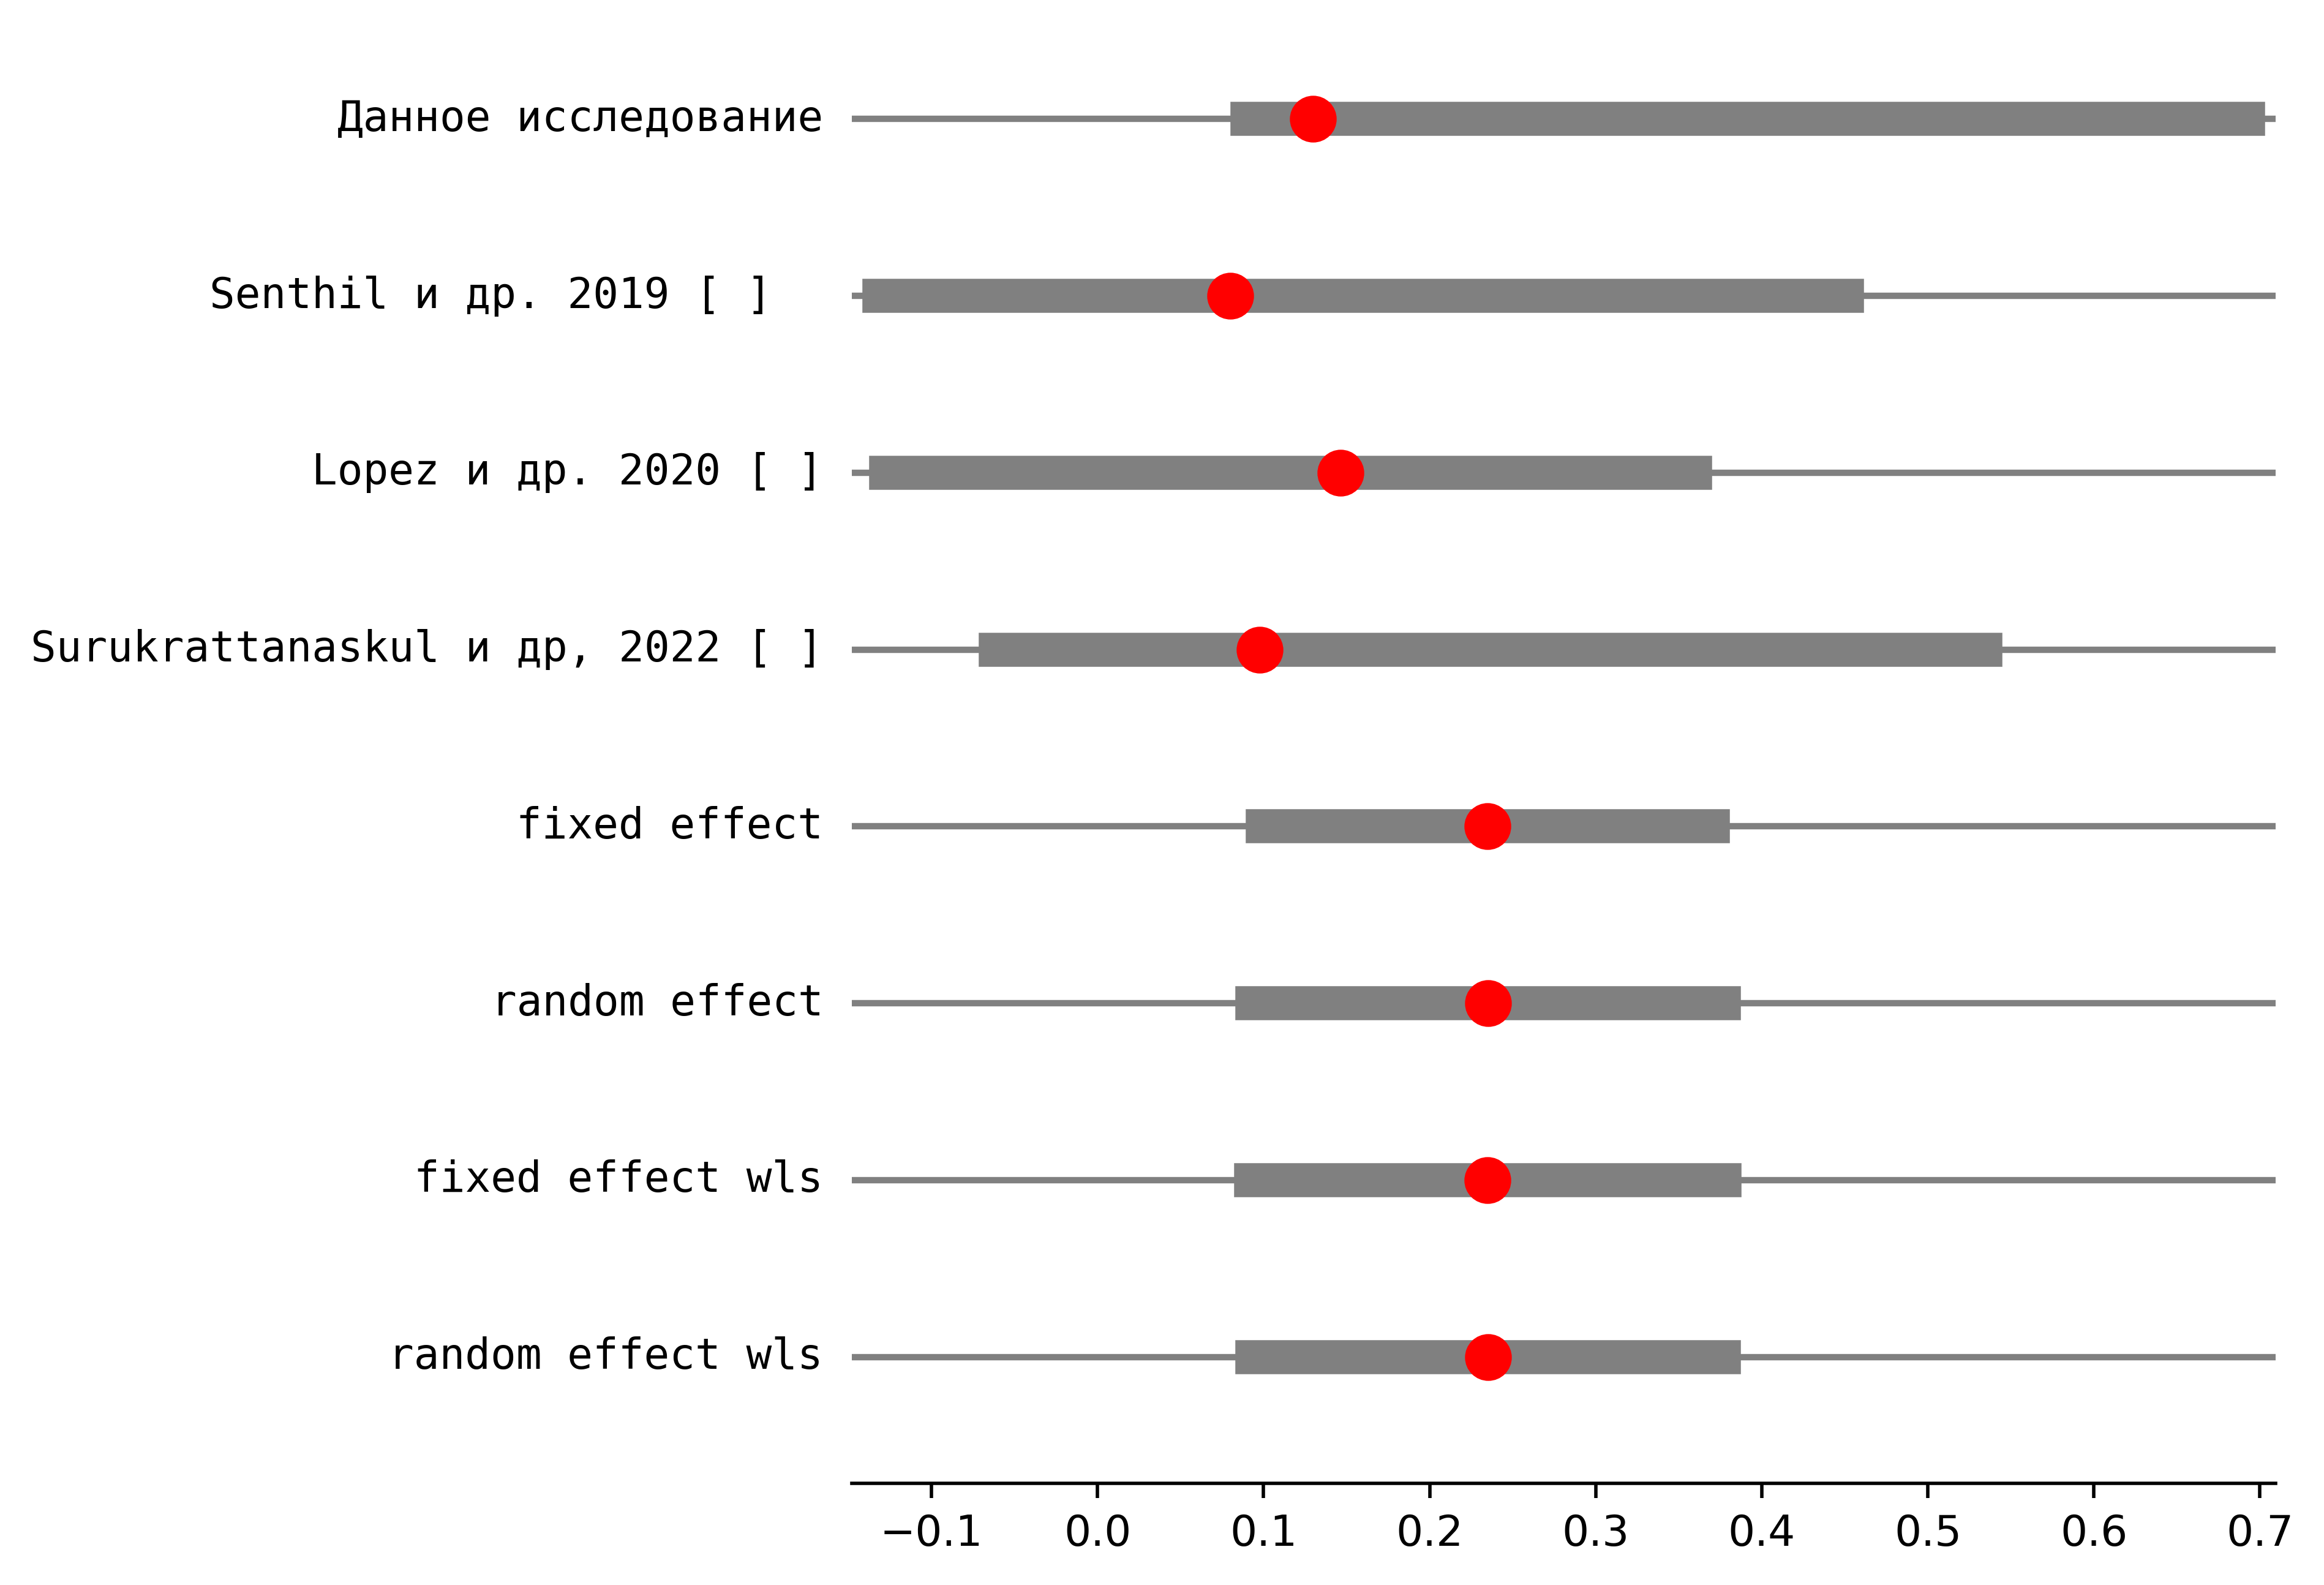 Данное исследование
Senthil и др. 2019 [ ]
Lopez и др. 2020 [ ]
Surukrattanaskul и др, 2022 [ ]
fixed effect
random effect
fixed effect wls
random effect wls
−0.1 0.0 0.1 0.2 0.3 0.4 0.5 0.6 0.7